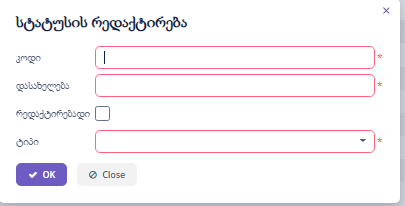 სტატუსის რედაქტირება
კოდი *
დასახელება *
რედაქტირებადი
ტიპი *
OK Close